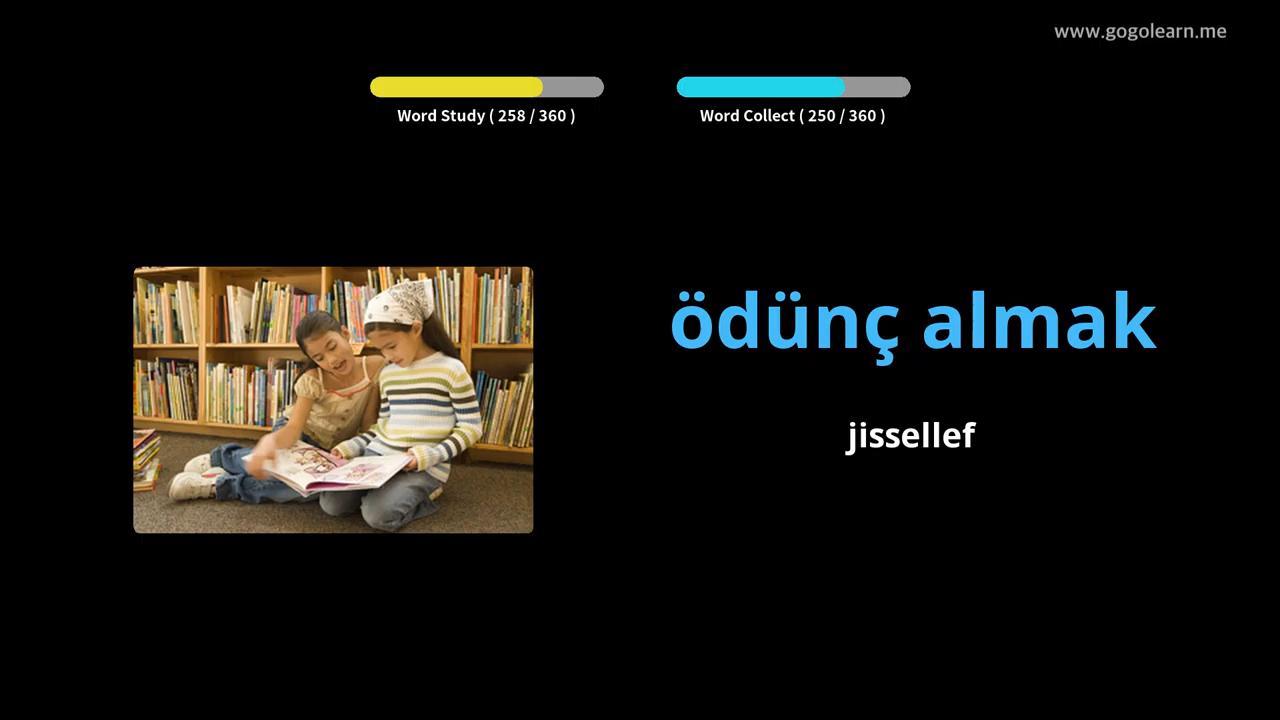 www.gogolearn.me
Word Study ( 258 / 360 )
Word Collect ( 250 / 360 )
ödünç almak
jissellef